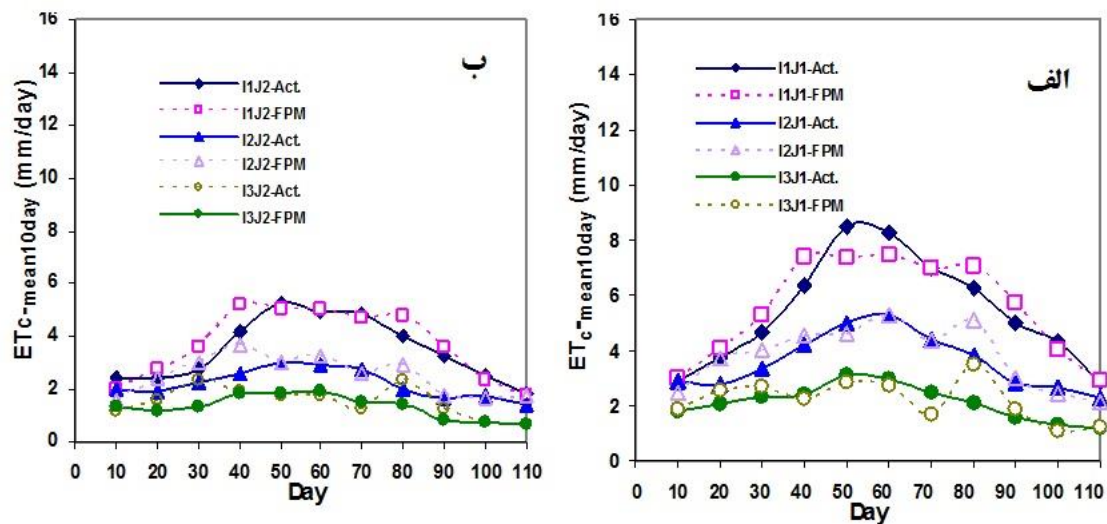 ب
I1J2-Act.
I1J2-FPM
I2J2-Act.
I2J2-FPM
I3J2-Act.
I3J2-FPM
ETc-mean10day (mm/day)
16
14
12
10
8
6
4
2
0
0 10 20 30 40 50 60 70 80 90 100 110
Day
الف
I1J1-Act.
I1J1-FPM
I2J1-Act.
I2J1-FPM
I3J1-Act.
I3J1-FPM
ETc-mean10day (mm/day)
16
14
12
10
8
6
4
2
0
0 10 20 30 40 50 60 70 80 90 100 110
Day